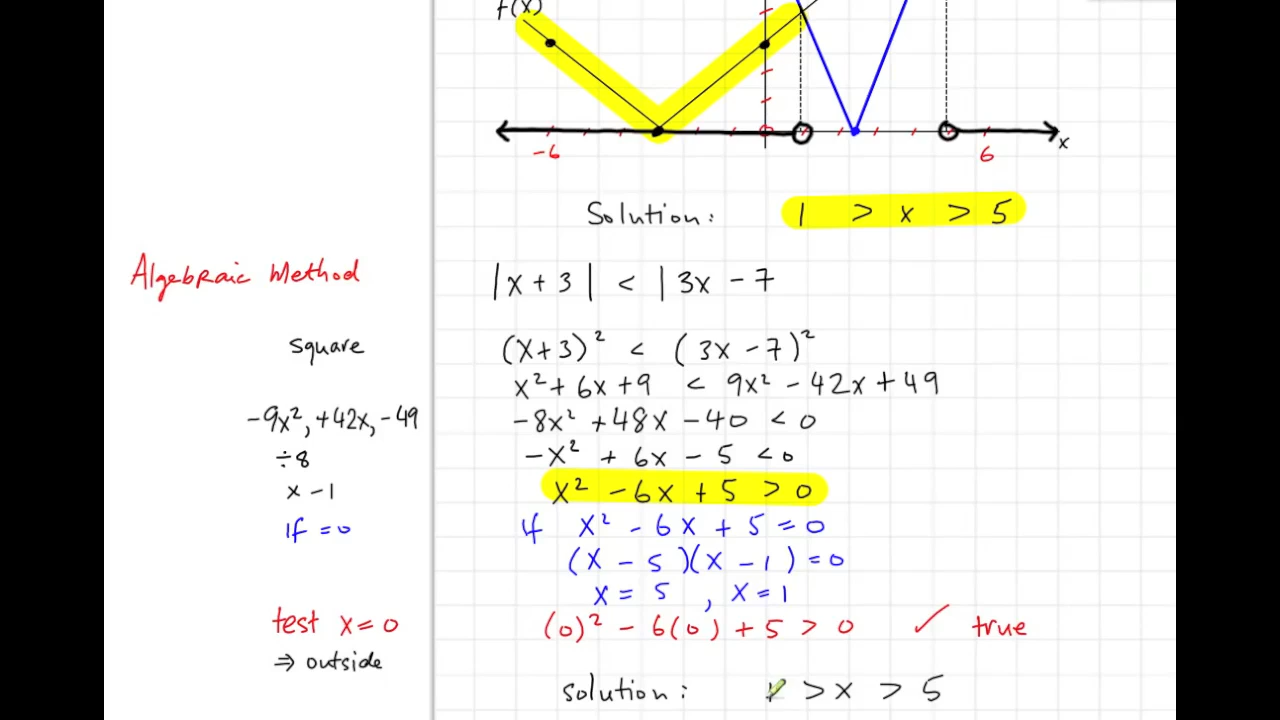 f(x)
-6 6 x
Solution: 1 > x > 5
Algebraic Method |x + 3| < |3x - 7
square (x+3)² < (3x - 7)²
x² + 6x + 9 < 9x² - 42x + 49
-9x², +42x, -49 -8x² + 48x - 40 < 0
÷8 -x² + 6x - 5 < 0
x -1 x² - 6x + 5 > 0
if = 0 if x² - 6x + 5 = 0
(x - 5)(x - 1) = 0
x = 5 , x = 1
test x = 0 (0)² - 6(0) + 5 > 0 ✓ true
⇒ outside
solution: > x > 5